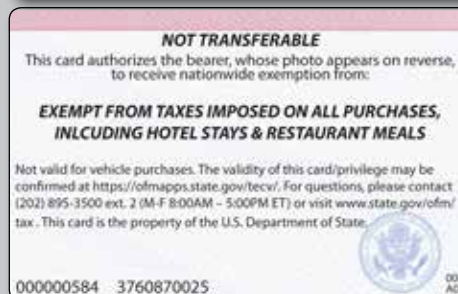 NOT TRANSFERABLE
This card authorizes the bearer, whose photo appears on reverse,
to receive nationwide exemption from:
EXEMPT FROM TAXES IMPOSED ON ALL PURCHASES,
INLCUDING HOTEL STAYS & RESTAURANT MEALS
Not valid for vehicle purchases. The validity of this card/privilege may be
confirmed at https://ofmapps.state.gov/tecv/. For questions, please contact
(202) 895-3500 ext. 2 (M-F 8:00AM – 5:00PM ET) or visit www.state.gov/ofm/
tax . This card is the property of the U.S. Department of State.
000000584 3760870025